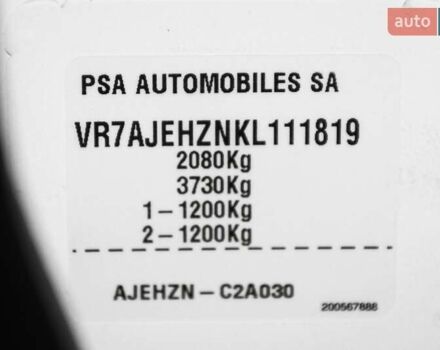 auto
PSA AUTOMOBILES SA
VR7AJEHZNKL111819
2080Kg
3730Kg
1-1200Kg
2-1200Kg
AJEHZN-C2A030
200567888